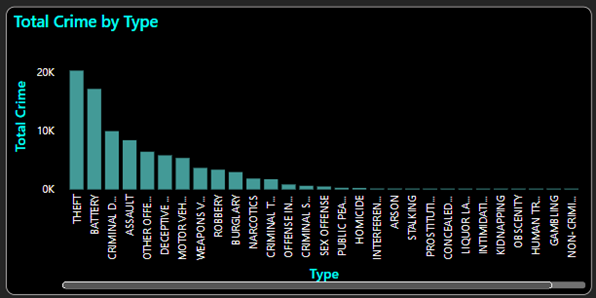 Total Crime by Type
Total Crime
20K
10K
0K
THEFT
BATTERY
CRIMINAL D...
ASSAULT
OTHER OFFE...
DECEPTIVE ...
MOTOR VEH...
WEAPONS V...
ROBBERY
BURGLARY
NARCOTICS
CRIMINAL T...
OFFENSE IN...
CRIMINAL S...
SEX OFFENSE
PUBLIC PEA...
HOMICIDE
INTERFEREN...
ARSON
STALKING
PROSTITUTI...
CONCEALED...
LIQUOR LA...
INTIMIDATI...
KIDNAPPING
OBSCENITY
HUMAN TR...
GAMBLING
NON-CRIMI...
Type